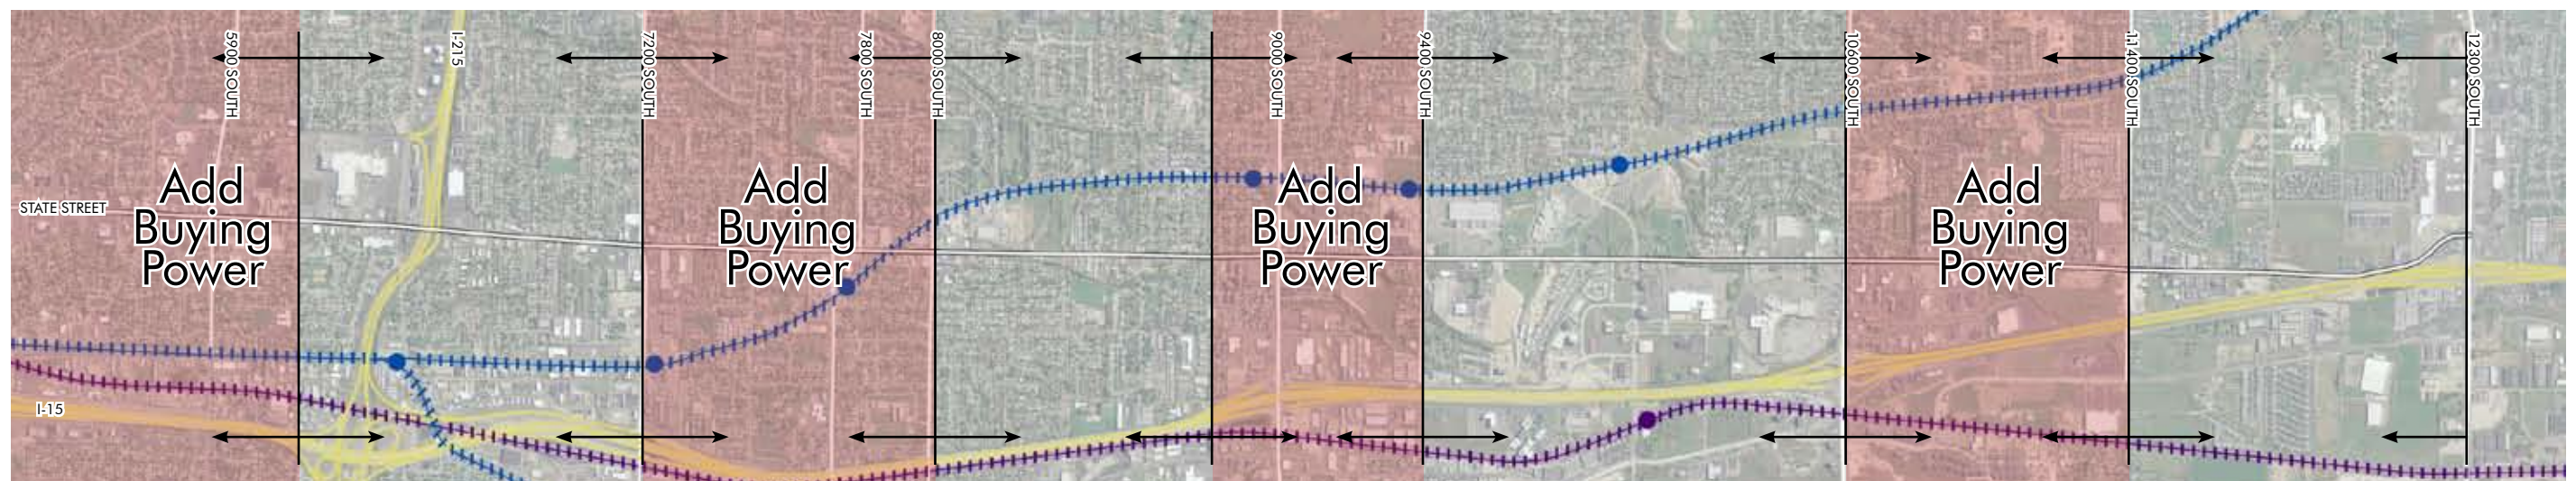 5900 SOUTH
I-215
7200 SOUTH
7800 SOUTH
8000 SOUTH
9000 SOUTH
9400 SOUTH
10600 SOUTH
11400 SOUTH
12300 SOUTH
STATE STREET
Add
Buying
Power
Add
Buying
Power
Add
Buying
Power
Add
Buying
Power
I-15